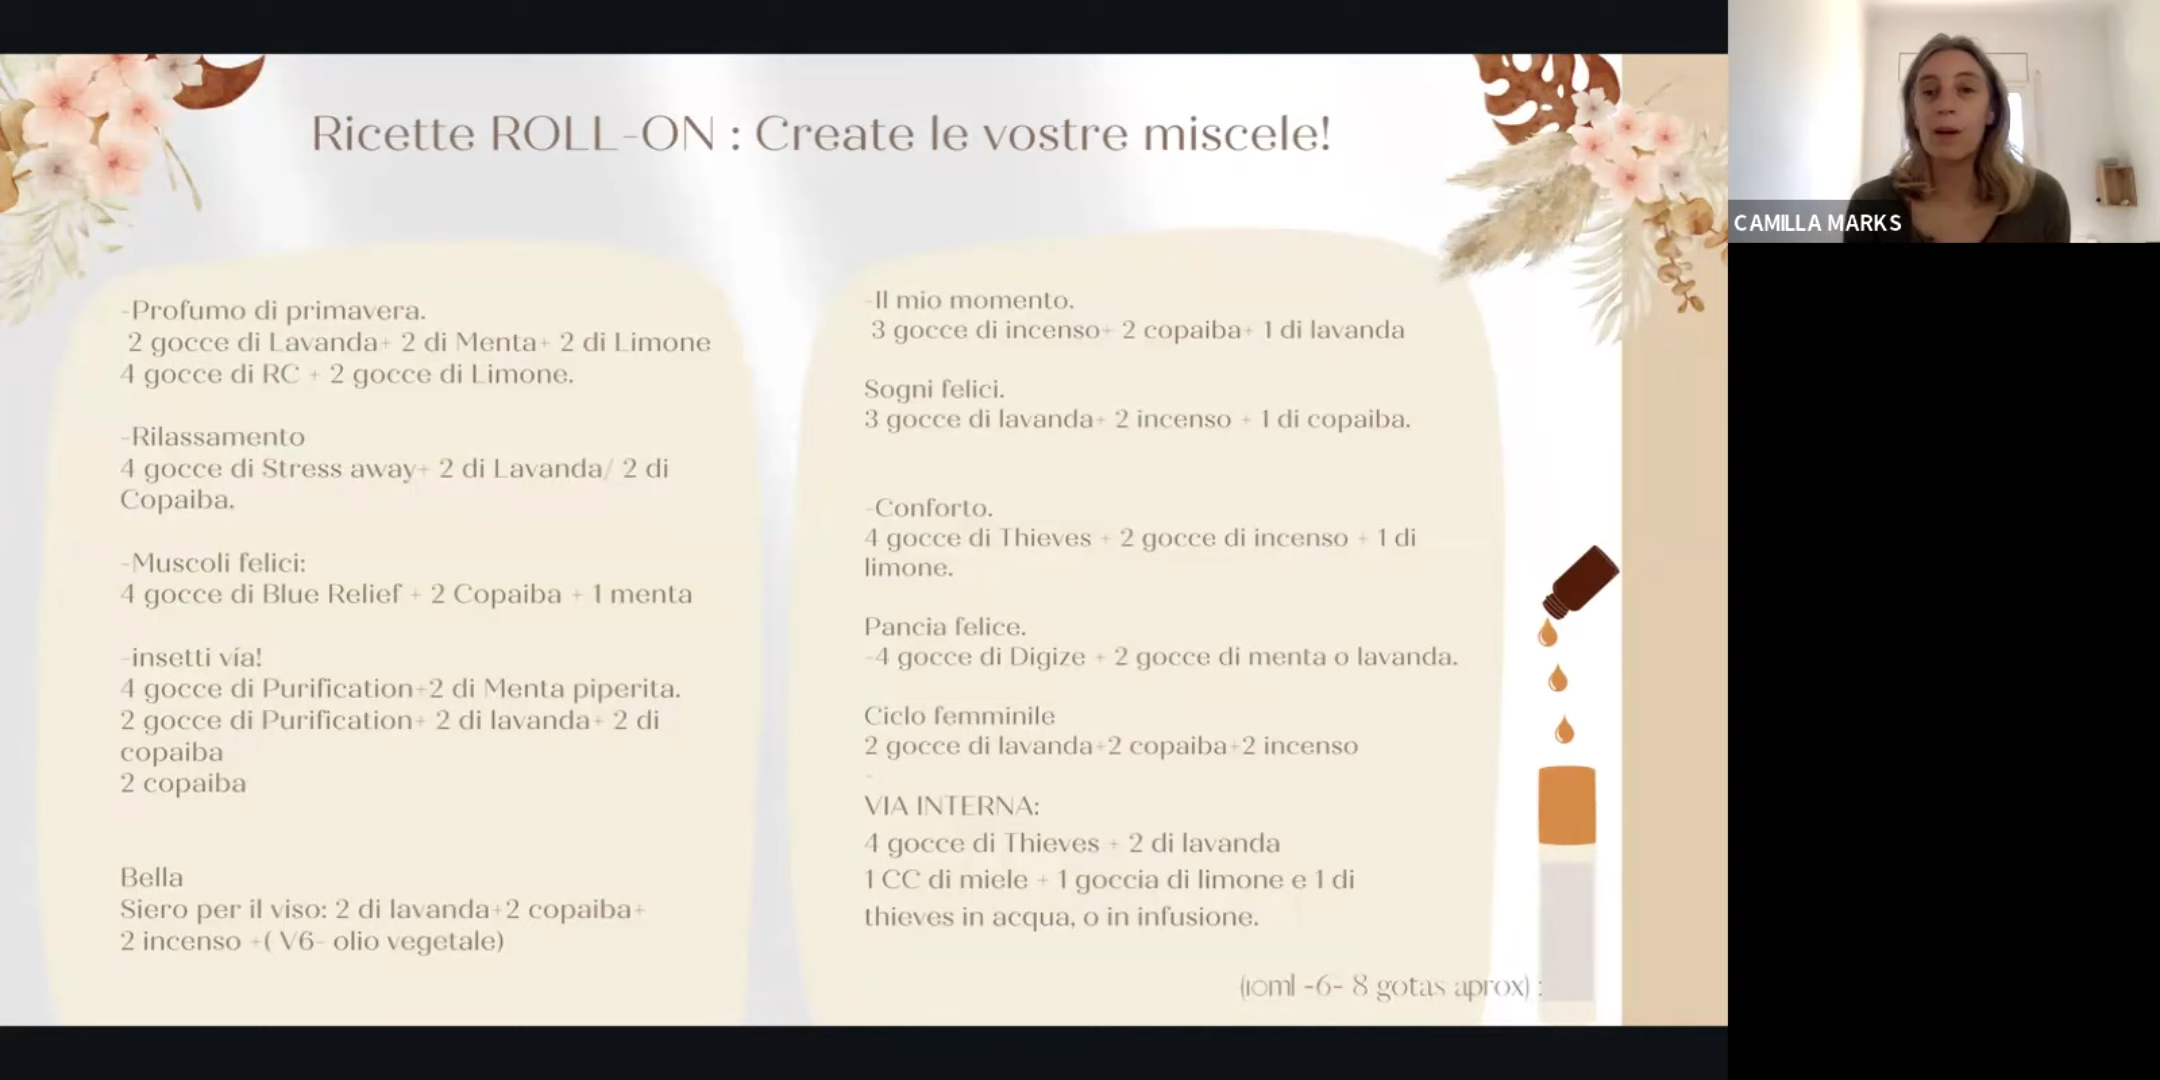 Ricette ROLL-ON : Create le vostre miscele!
-Profumo di primavera.
2 gocce di Lavanda+ 2 di Menta+ 2 di Limone
4 gocce di RC + 2 gocce di Limone.
-Rilassamento
4 gocce di Stress away+ 2 di Lavanda/ 2 di
Copaiba.
-Muscoli felici:
4 gocce di Blue Relief + 2 Copaiba + 1 menta
-insetti vía!
4 gocce di Purification+2 di Menta piperita.
2 gocce di Purification+ 2 di lavanda+ 2 di
copaiba
2 copaiba
Bella
Siero per il viso: 2 di lavanda+2 copaiba+
2 incenso +( V6- olio vegetale)
-Il mio momento.
3 gocce di incenso+ 2 copaiba+ 1 di lavanda
Sogni felici.
3 gocce di lavanda+ 2 incenso + 1 di copaiba.
-Conforto.
4 gocce di Thieves + 2 gocce di incenso + 1 di
limone.
Pancia felice.
-4 gocce di Digize + 2 gocce di menta o lavanda.
Ciclo femminile
2 gocce di lavanda+2 copaiba+2 incenso
-
VIA INTERNA:
4 gocce di Thieves + 2 di lavanda
1 CC di miele + 1 goccia di limone e 1 di
thieves in acqua, o in infusione.
(10ml -6- 8 gotas aprox) :
CAMILLA MARKS